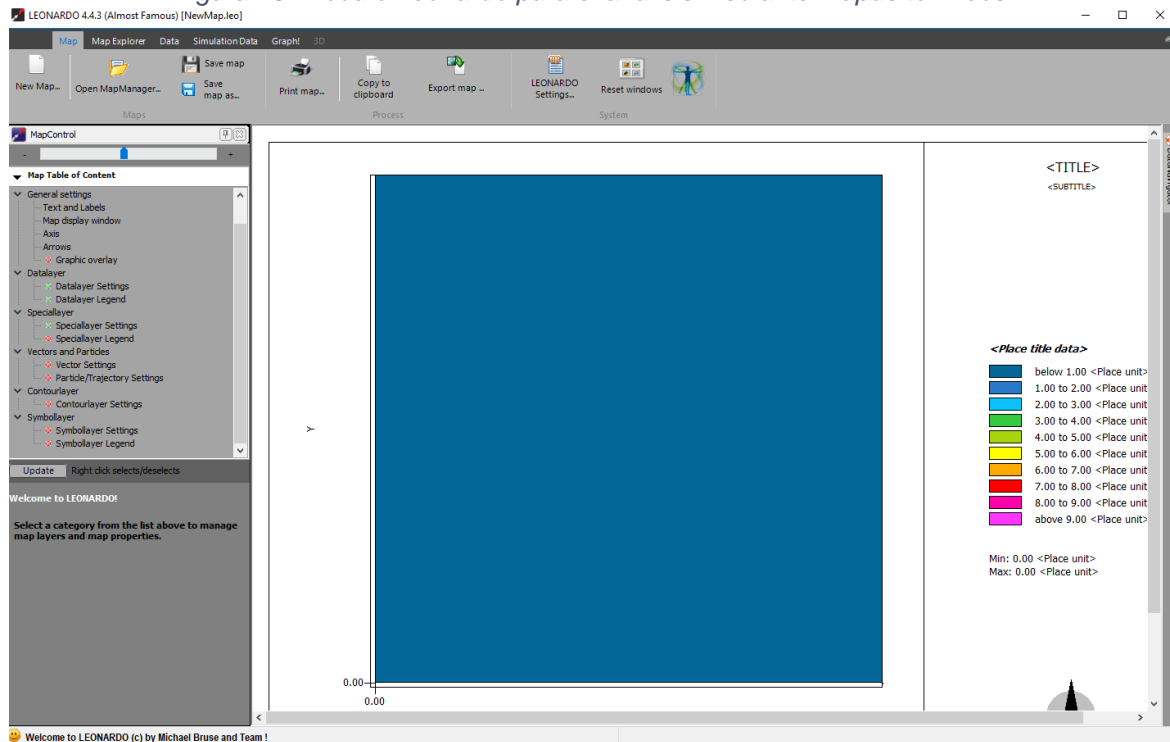 LEONARDO 4.4.3 (Almost Famous) [NewMap.leo]
Map Map Explorer Data Simulation Data Graph! 3D
New Map...
Open MapManager...
Save map
Save
map as...
Print map...
Copy to
clipboard
Export map ...
LEONARDO
Settings...
Reset windows
Maps
Process
System
MapControl
- +
Map Table of Content
General settings
Text and Labels
Map display window
Axis
Arrows
Graphic overlay
Datalayer
Datalayer Settings
Datalayer Legend
Speciallayer
Speciallayer Settings
Speciallayer Legend
Vectors and Particles
Vector Settings
Particle/Trajectory Settings
Contourlayer
Contourlayer Settings
Symbollayer
Symbollayer Settings
Symbollayer Legend
Update Right click selects/deselects
Welcome to LEONARDO!
Select a category from the list above to manage
map layers and map properties.
Y
0.00
0.00
<TITLE>
<SUBTITLE>
<Place title data>
below 1.00 <Place unit>
1.00 to 2.00 <Place unit
2.00 to 3.00 <Place unit
3.00 to 4.00 <Place unit
4.00 to 5.00 <Place unit
5.00 to 6.00 <Place unit
6.00 to 7.00 <Place unit
7.00 to 8.00 <Place unit
8.00 to 9.00 <Place unit
above 9.00 <Place unit>
Min: 0.00 <Place unit>
Max: 0.00 <Place unit>
Welcome to LEONARDO (c) by Michael Bruse and Team !